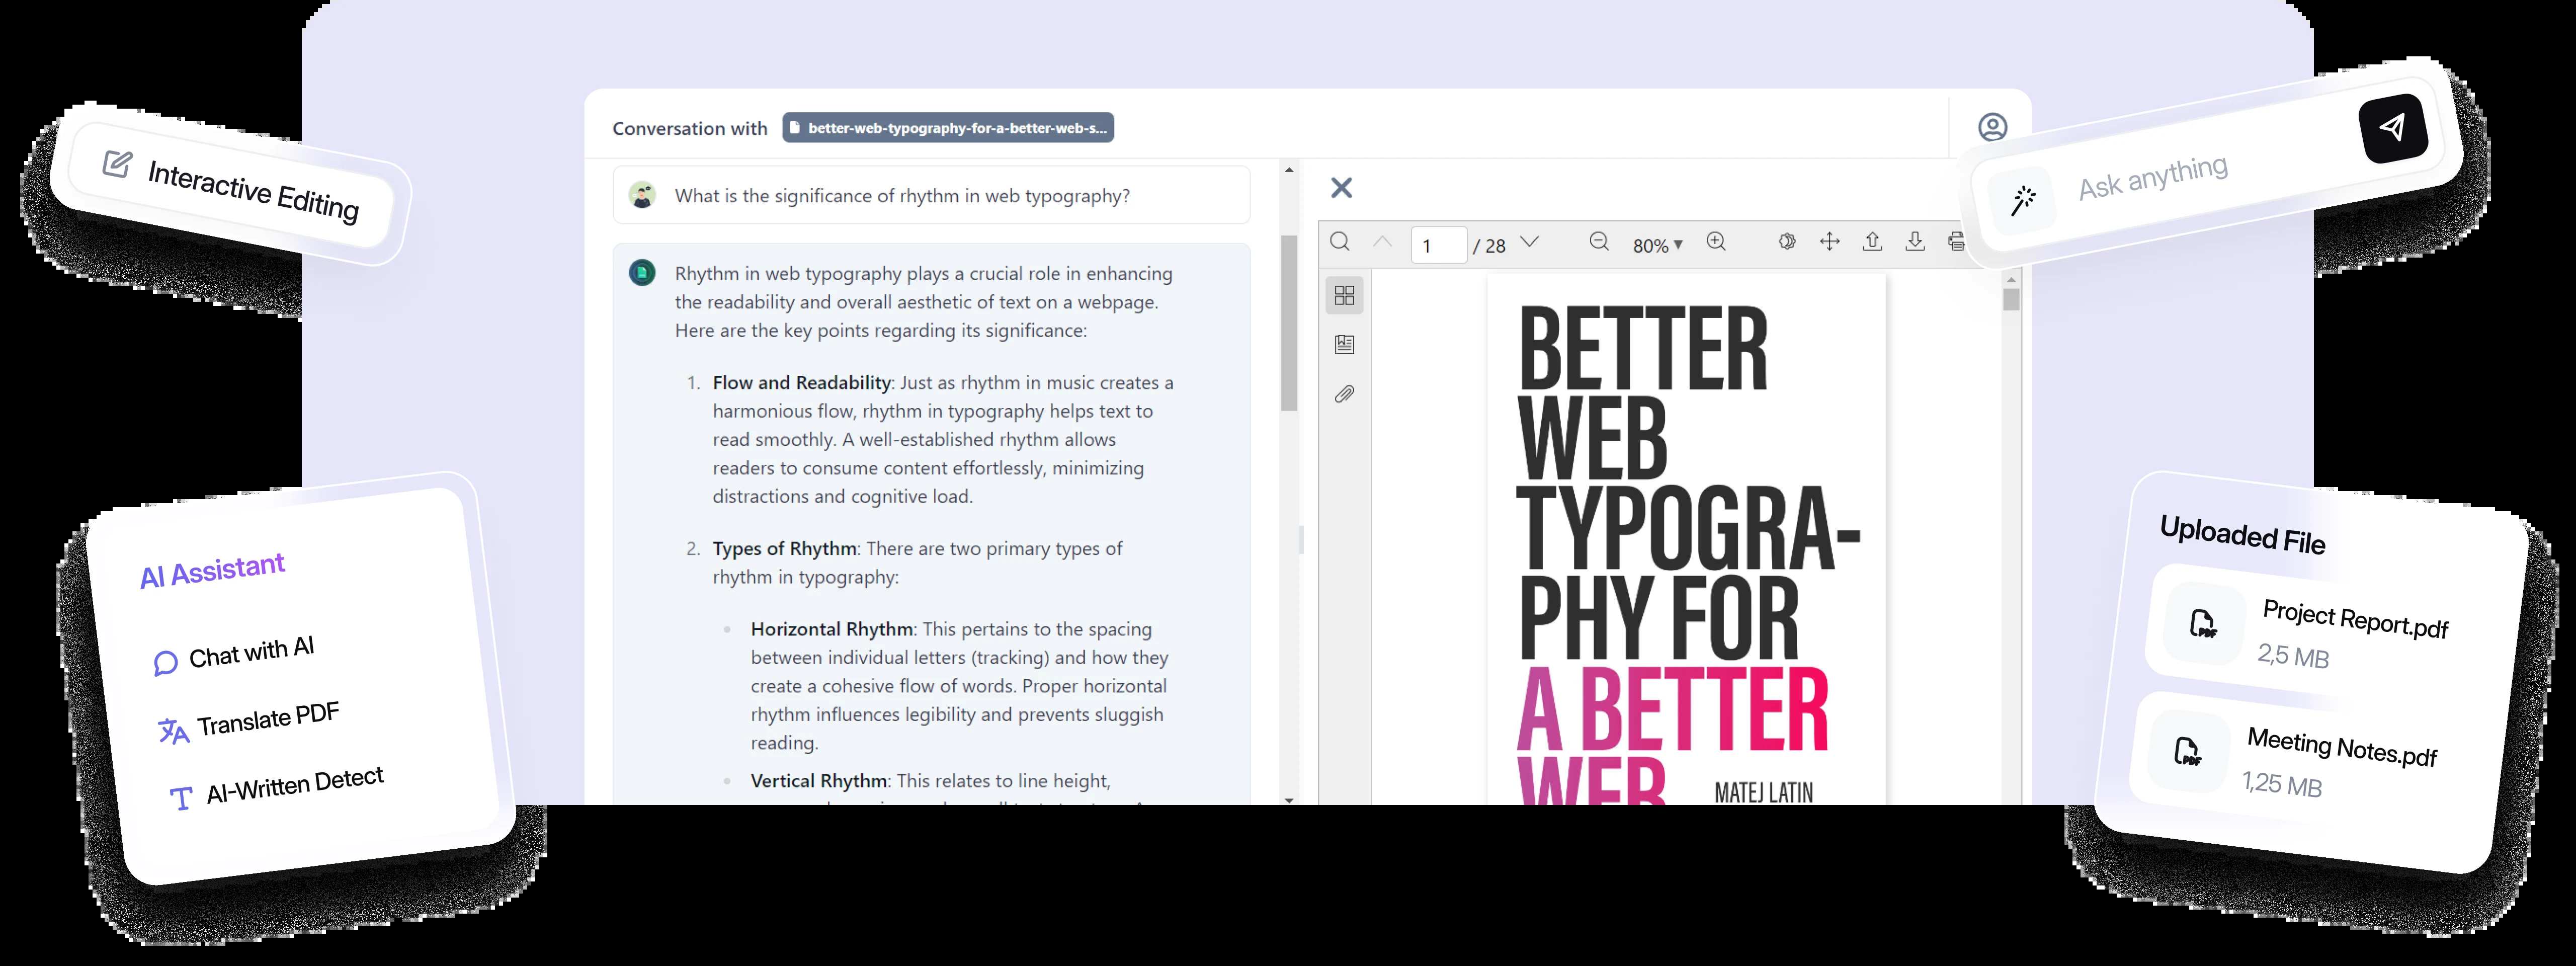 Interactive Editing
AI Assistant
Chat with AI
Translate PDF
AI-Written Detect
Conversation with
better-web-typography-for-a-better-web-s...
What is the significance of rhythm in web typography?
Rhythm in web typography plays a crucial role in enhancing
the readability and overall aesthetic of text on a webpage.
Here are the key points regarding its significance:
1. Flow and Readability: Just as rhythm in music creates a
harmonious flow, rhythm in typography helps text to
read smoothly. A well-established rhythm allows
readers to consume content effortlessly, minimizing
distractions and cognitive load.
2. Types of Rhythm: There are two primary types of
rhythm in typography:
• Horizontal Rhythm: This pertains to the spacing
between individual letters (tracking) and how they
create a cohesive flow of words. Proper horizontal
rhythm influences legibility and prevents sluggish
reading.
• Vertical Rhythm: This relates to line height,
1 / 28
80%
BETTER
WEB
TYPOGRA-
PHY FOR
A BETTER
WEB
MATEJ LATIN
Ask anything
Uploaded File
Project Report.pdf
2,5 MB
Meeting Notes.pdf
1,25 MB
PDF
PDF